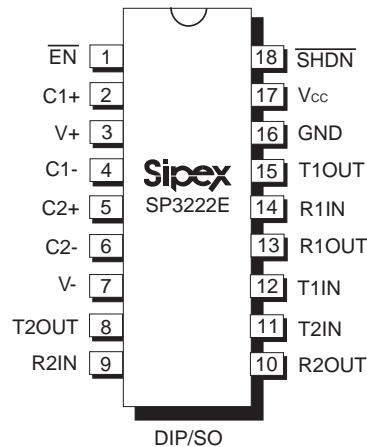 EN 1 18 SHDN
C1+ 2 17 Vcc
V+ 3 16 GND
C1- 4 15 T1OUT
Sipex
C2+ 5 SP3222E 14 R1IN
C2- 6 13 R1OUT
V- 7 12 T1IN
T2OUT 8 11 T2IN
R2IN 9 10 R2OUT
DIP/SO